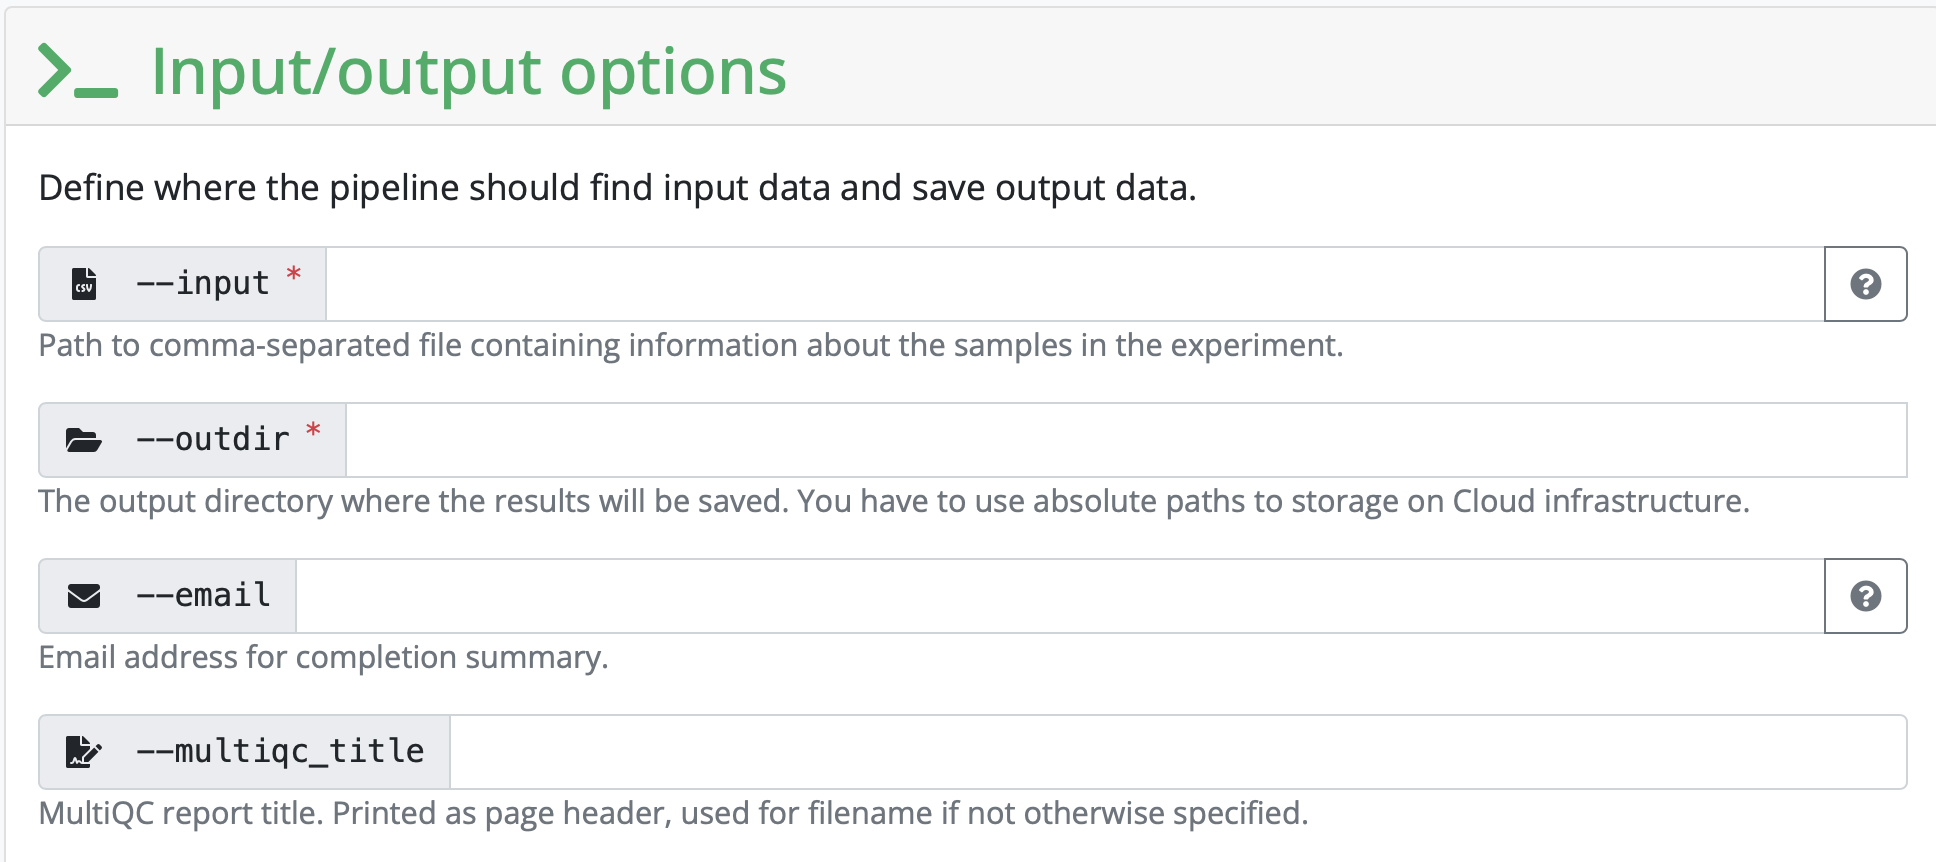 Input/output options
Define where the pipeline should find input data and save output data.
CSV --input *
Path to comma-separated file containing information about the samples in the experiment.
--outdir *
The output directory where the results will be saved. You have to use absolute paths to storage on Cloud infrastructure.
--email
Email address for completion summary.
--multiqc_title
MultiQC report title. Printed as page header, used for filename if not otherwise specified.